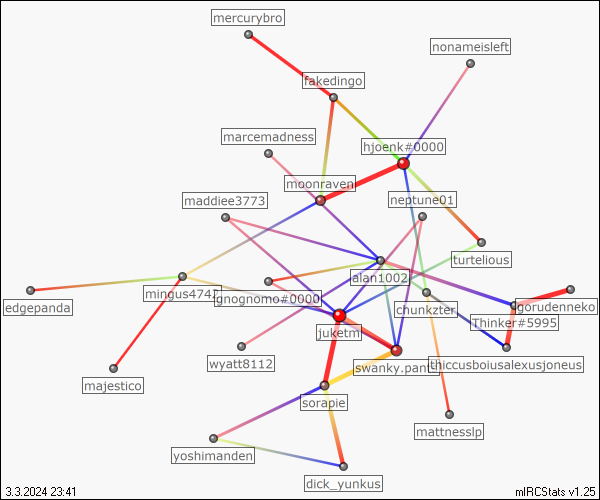 mercurybro
nonameisleft
fakedingo
marcemadness
hjoenk#0000
moonraven
maddiee3773
neptune01
turtelious
alan1002
edgepanda
mingus4742
gnognomo#0000
chunkzter
gorudenneko
Thinker#5995
juketm
majestico
wyatt8112
swanky.pants
thiccusboiusalexusjoneus
sorapie
mattnesslp
yoshimanden
dick_yunkus
3.3.2024 23:41
mIRCStats v1.25